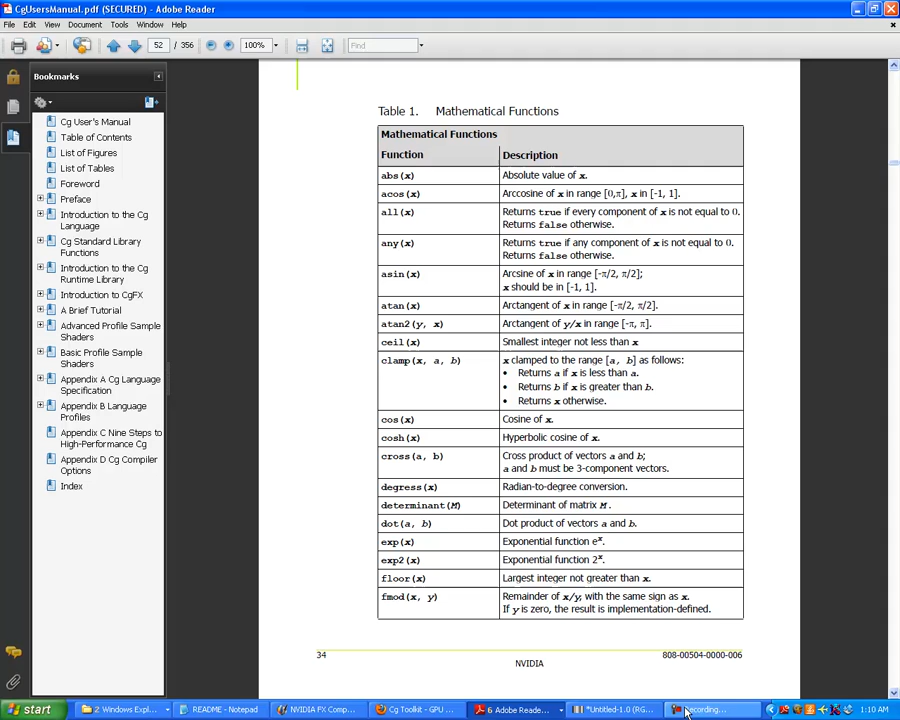 CgUsersManual.pdf (SECURED) - Adobe Reader
File Edit View Document Tools Window Help
52 / 356 100% Find
Bookmarks
Cg User's Manual
Table of Contents
List of Figures
List of Tables
Foreword
Preface
Introduction to the Cg
Language
Cg Standard Library
Functions
Introduction to the Cg
Runtime Library
Introduction to CgFX
A Brief Tutorial
Advanced Profile Sample
Shaders
Basic Profile Sample
Shaders
Appendix A Cg Language
Specification
Appendix B Language
Profiles
Appendix C Nine Steps to
High-Performance Cg
Appendix D Cg Compiler
Options
Index
Table 1. Mathematical Functions
Mathematical Functions
Function Description
abs(x) Absolute value of x.
acos(x) Arccosine of x in range [0,π], x in [-1, 1].
all(x) Returns true if every component of x is not equal to 0.
Returns false otherwise.
any(x) Returns true if any component of x is not equal to 0.
Returns false otherwise.
asin(x) Arcsine of x in range [-π/2, π/2];
x should be in [-1, 1].
atan(x) Arctangent of x in range [-π/2, π/2].
atan2(y, x) Arctangent of y/x in range [-π, π].
ceil(x) Smallest integer not less than x
clamp(x, a, b) x clamped to the range [a, b] as follows:
• Returns a if x is less than a.
• Returns b if x is greater than b.
• Returns x otherwise.
cos(x) Cosine of x.
cosh(x) Hyperbolic cosine of x.
cross(a, b) Cross product of vectors a and b;
a and b must be 3-component vectors.
degress(x) Radian-to-degree conversion.
determinant(M) Determinant of matrix M.
dot(a, b) Dot product of vectors a and b.
exp(x) Exponential function eˣ.
exp2(x) Exponential function 2ˣ.
floor(x) Largest integer not greater than x.
fmod(x, y) Remainder of x/y, with the same sign as x.
If y is zero, the result is implementation-defined.
34 808-00504-0000-006
NVIDIA
start 2 Windows Expl... README - Notepad NVIDIA FX Comp... Cg Toolkit - GPU ... 6 Adobe Reade... *Untitled-1.0 (RG... Recording... 1:10 AM